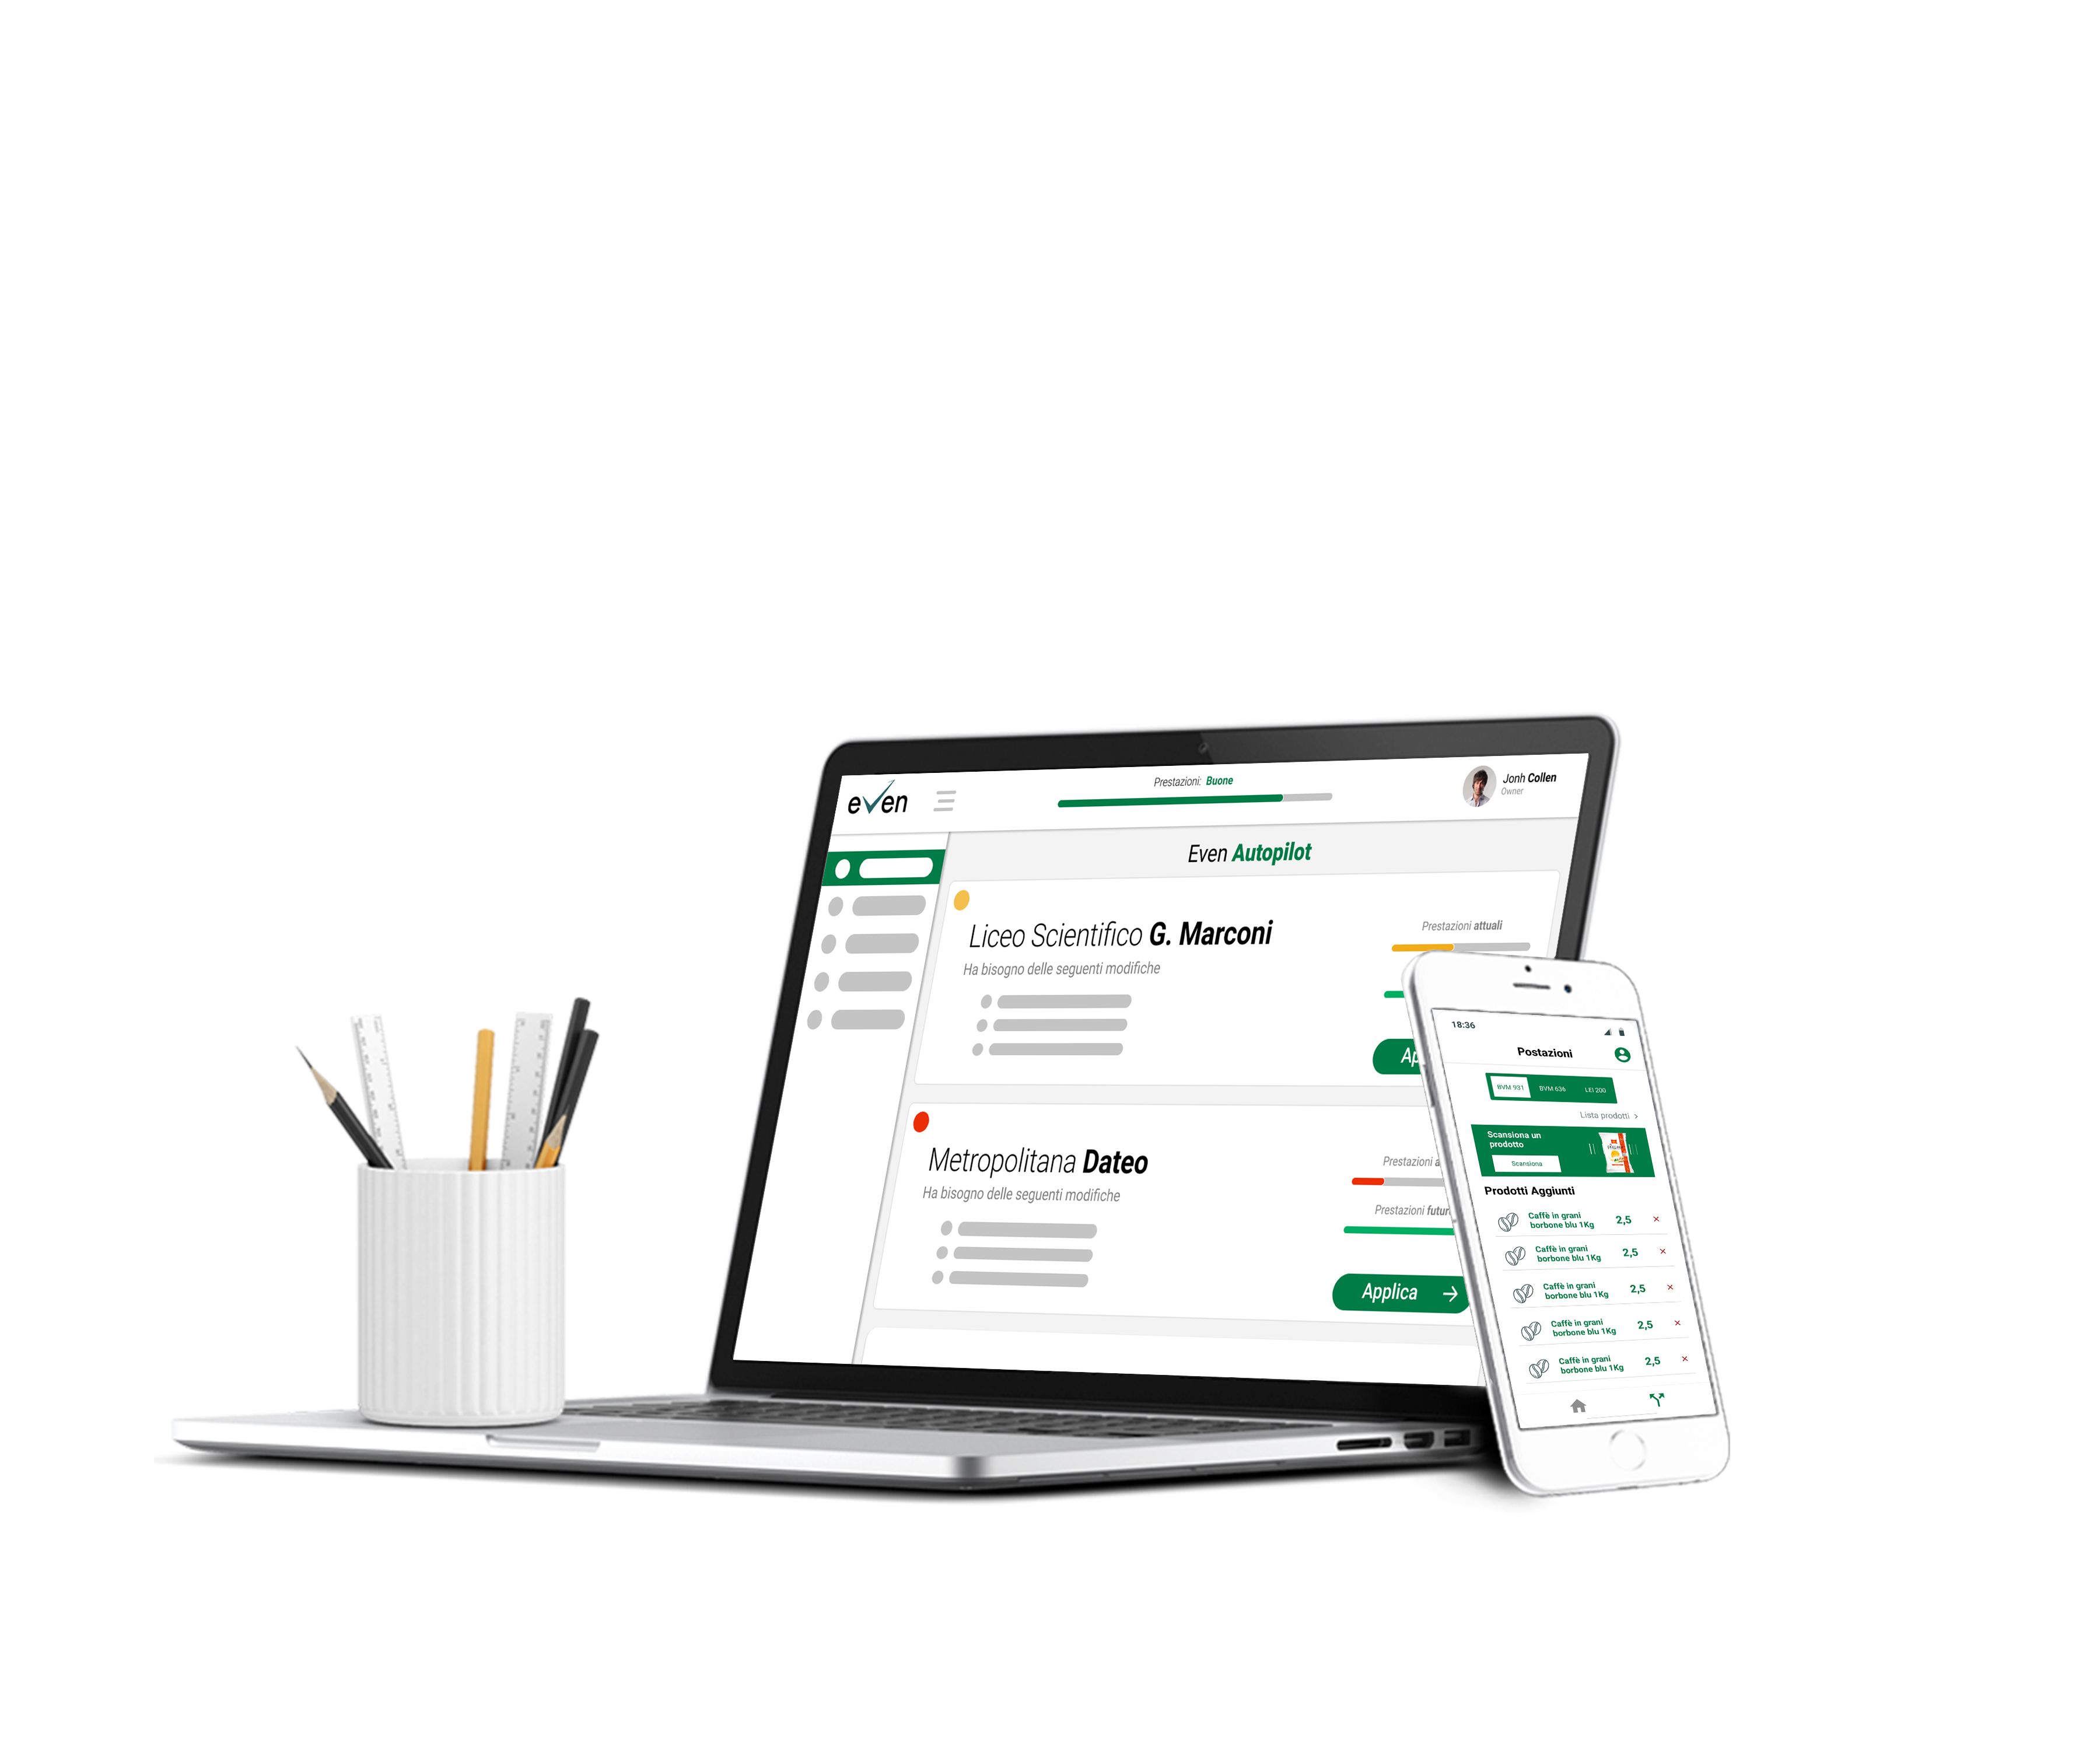 even
Prestazioni: Buone
Jonh Collen
Owner
Even Autopilot
Liceo Scientifico G. Marconi
Ha bisogno delle seguenti modifiche
Prestazioni attuali
Ap
Metropolitana Dateo
Ha bisogno delle seguenti modifiche
Prestazioni a
Prestazioni futur
Applica
18:36
Postazioni
BVM 931
BVM 636
LEI 200
Lista prodotti
Scansiona un
prodotto
Scansiona
Prodotti Aggiunti
Caffè in grani
borbone blu 1Kg
2,5
Caffè in grani
borbone blu 1Kg
2,5
Caffè in grani
borbone blu 1Kg
2,5
Caffè in grani
borbone blu 1Kg
2,5
Caffè in grani
borbone blu 1Kg
2,5